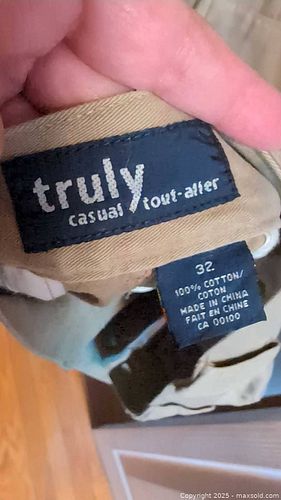 truly
casual tout-aller
32
100% COTTON/
COTON
MADE IN CHINA
FAIT EN CHINE
CA 00100
Copyright 2025 - maxsold.com